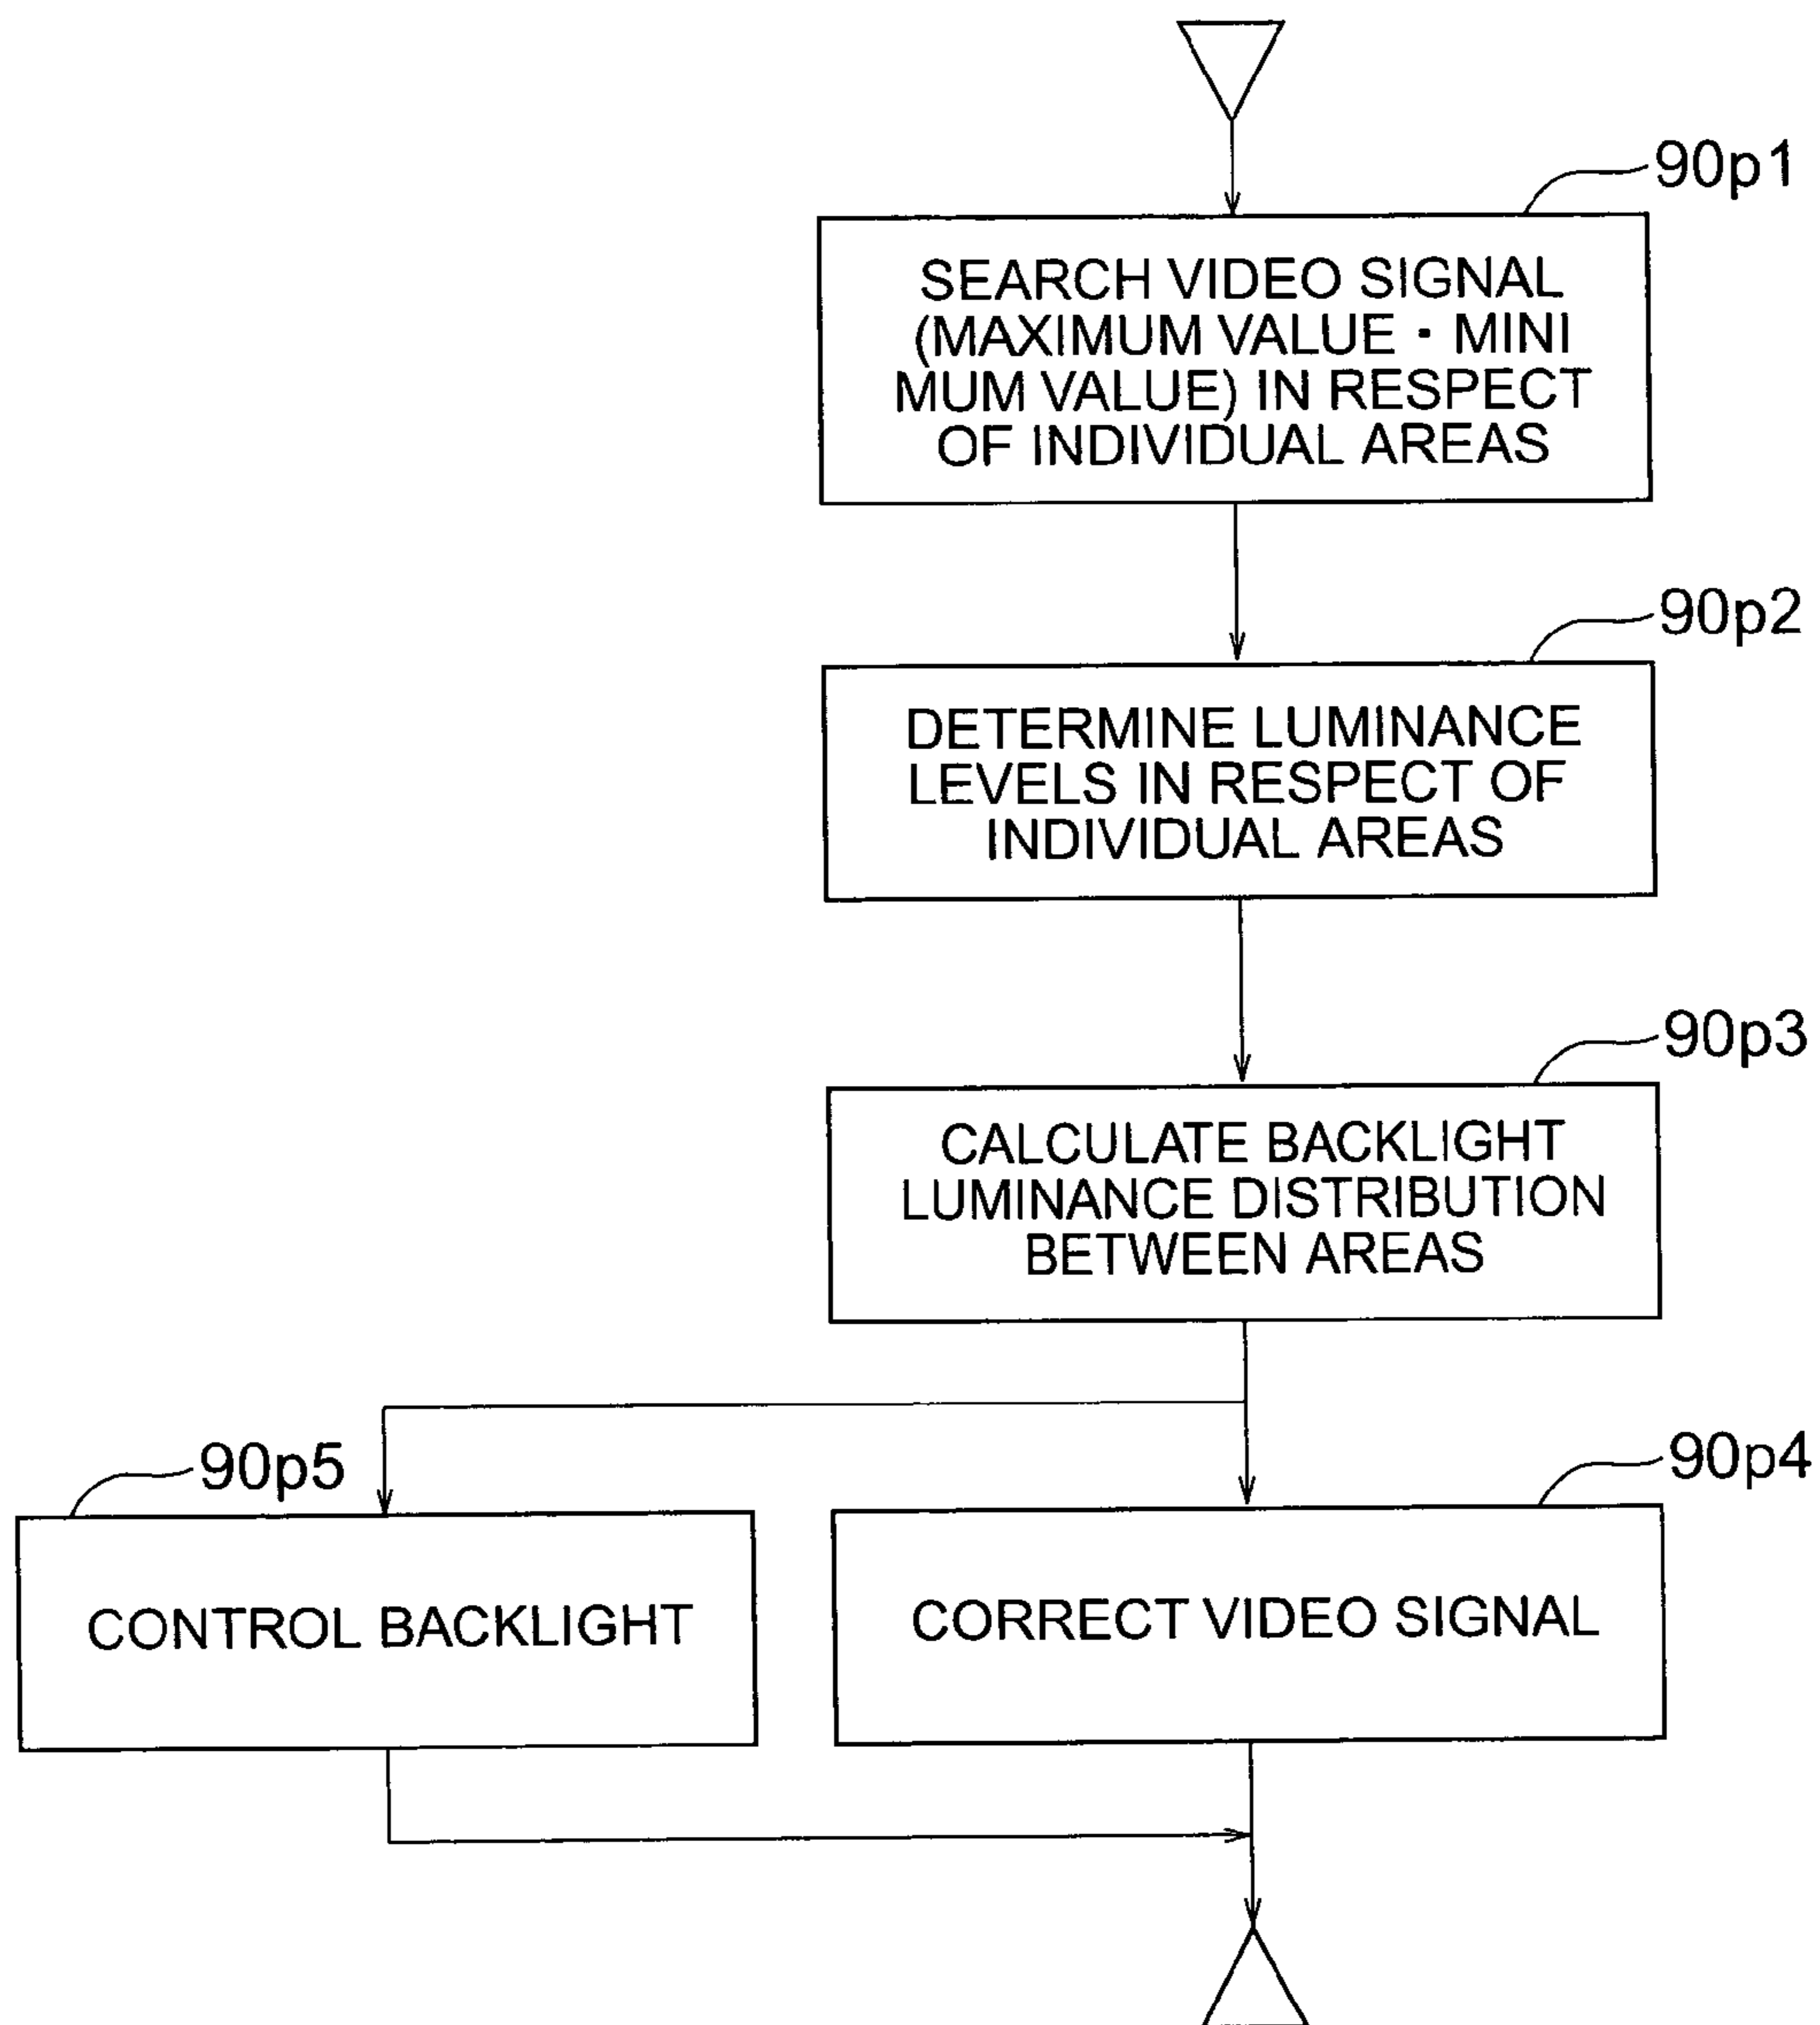 90p1
SEARCH VIDEO SIGNAL
(MAXIMUM VALUE・MINI
MUM VALUE) IN RESPECT
OF INDIVIDUAL AREAS
90p2
DETERMINE LUMINANCE
LEVELS IN RESPECT OF
INDIVIDUAL AREAS
90p3
CALCULATE BACKLIGHT
LUMINANCE DISTRIBUTION
BETWEEN AREAS
90p5
CONTROL BACKLIGHT
90p4
CORRECT VIDEO SIGNAL